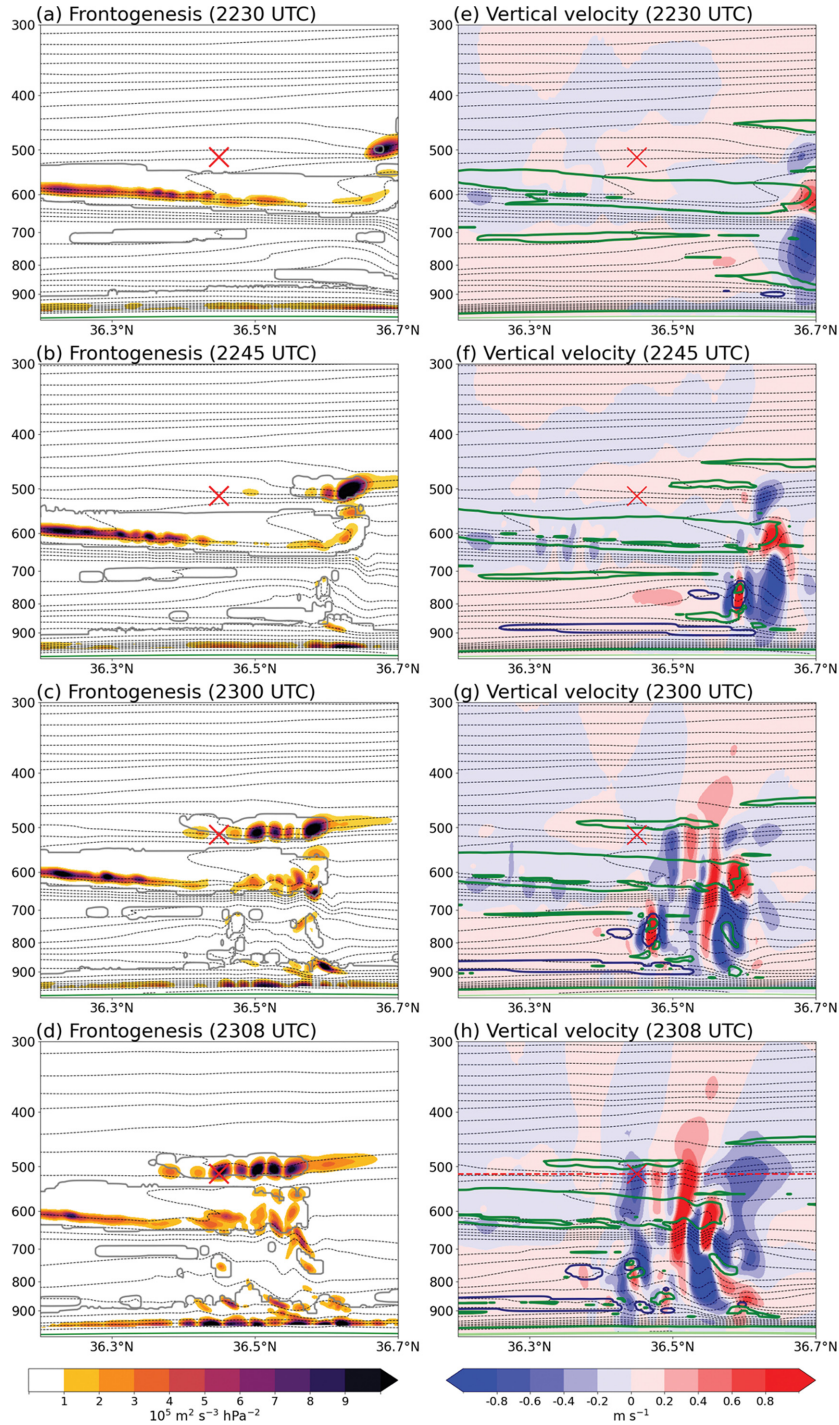 (a) Frontogenesis (2230 UTC)
300
400
500
600
700
800
900
36.3 36.5 36.7°N
(e) Vertical velocity (2230 UTC)
300
400
500
600
700
800
900
36.3 36.5 36.7°N
(b) Frontogenesis (2245 UTC)
300
400
500
600
700
800
900
36.3 36.5 36.7°N
(f) Vertical velocity (2245 UTC)
300
400
500
600
700
800
900
36.3 36.5 36.7°N
(c) Frontogenesis (2300 UTC)
300
400
500
600
700
800
900
36.3 36.5 36.7°N
(g) Vertical velocity (2300 UTC)
300
400
500
600
700
800
900
36.3 36.5 36.7°N
(d) Frontogenesis (2308 UTC)
300
400
500
600
700
800
900
36.3 36.5 36.7°N
(h) Vertical velocity (2308 UTC)
300
400
500
600
700
800
900
36.3 36.5 36.7°N
1 2 3 4 5 6 7 8 9
10⁵ m² s⁻³ hPa⁻²
-0.8 -0.6 -0.4 -0.2 0 0.2 0.4 0.6 0.8
m s⁻¹